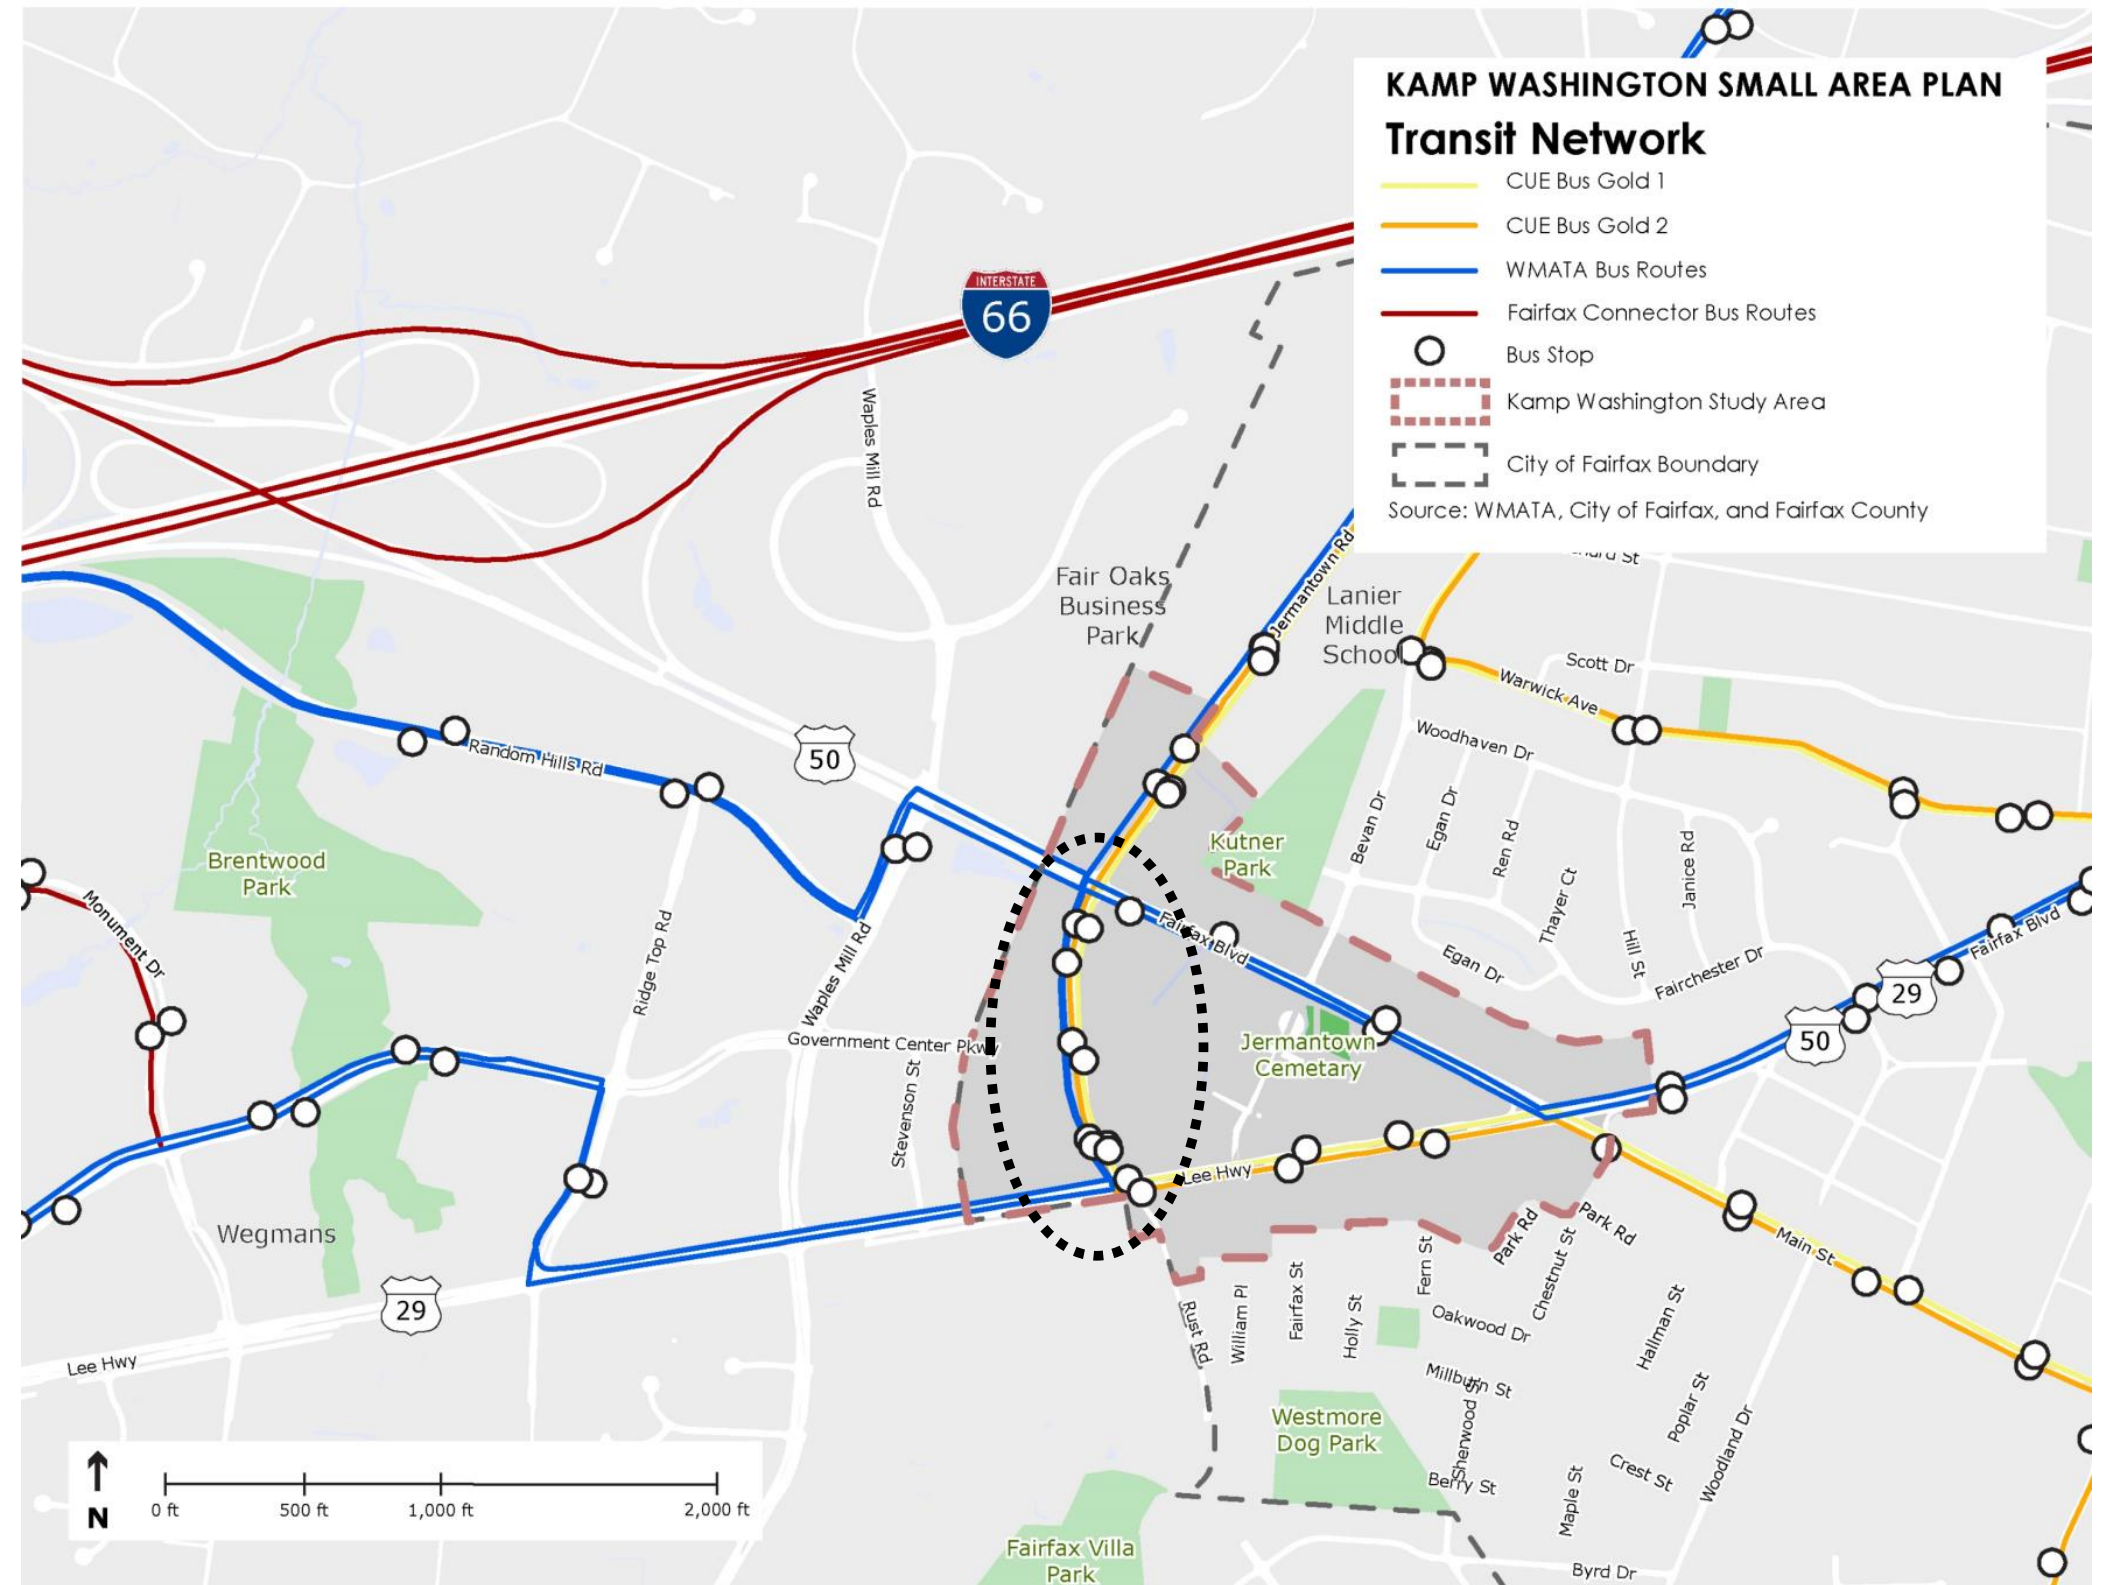 KAMP WASHINGTON SMALL AREA PLAN
Transit Network
CUE Bus Gold 1
CUE Bus Gold 2
WMATA Bus Routes
Fairfax Connector Bus Routes
Bus Stop
Kamp Washington Study Area
City of Fairfax Boundary
Source: WMATA, City of Fairfax, and Fairfax County
INTERSTATE
66
Waples Mill Rd
St
Fair Oaks
Business
Park
Jermantown Rd
Lanier
Middle
School
Scott Dr
Warwick Ave
Woodhaven Dr
Random Hills Rd
50
Bevan Dr
Egan Dr
Ren Rd
Janice Rd
Thayer Ct
Kutner
Park
Brentwood
Park
Monument Dr
Ridge Top Rd
Waples Mill Rd
Fairfax Blvd
Egan Dr
Hill St
Fairchester Dr
Fairfax Blvd
29
50
Government Center Pkwy
Stevenson St
Jermantown
Cemetary
Lee Hwy
Wegmans
29
Lee Hwy
Rust Rd
William Pl
Fairfax St
Holly St
Fern St
Park Rd
Chestnut St
Park Rd
Main St
Oakwood Dr
Hallman St
Millburn St
Sherwood St
Poplar St
Woodland Dr
Westmore
Dog Park
Berry St
Crest St
Maple St
Byrd Dr
Fairfax Villa
Park
N
0 ft
500 ft
1,000 ft
2,000 ft